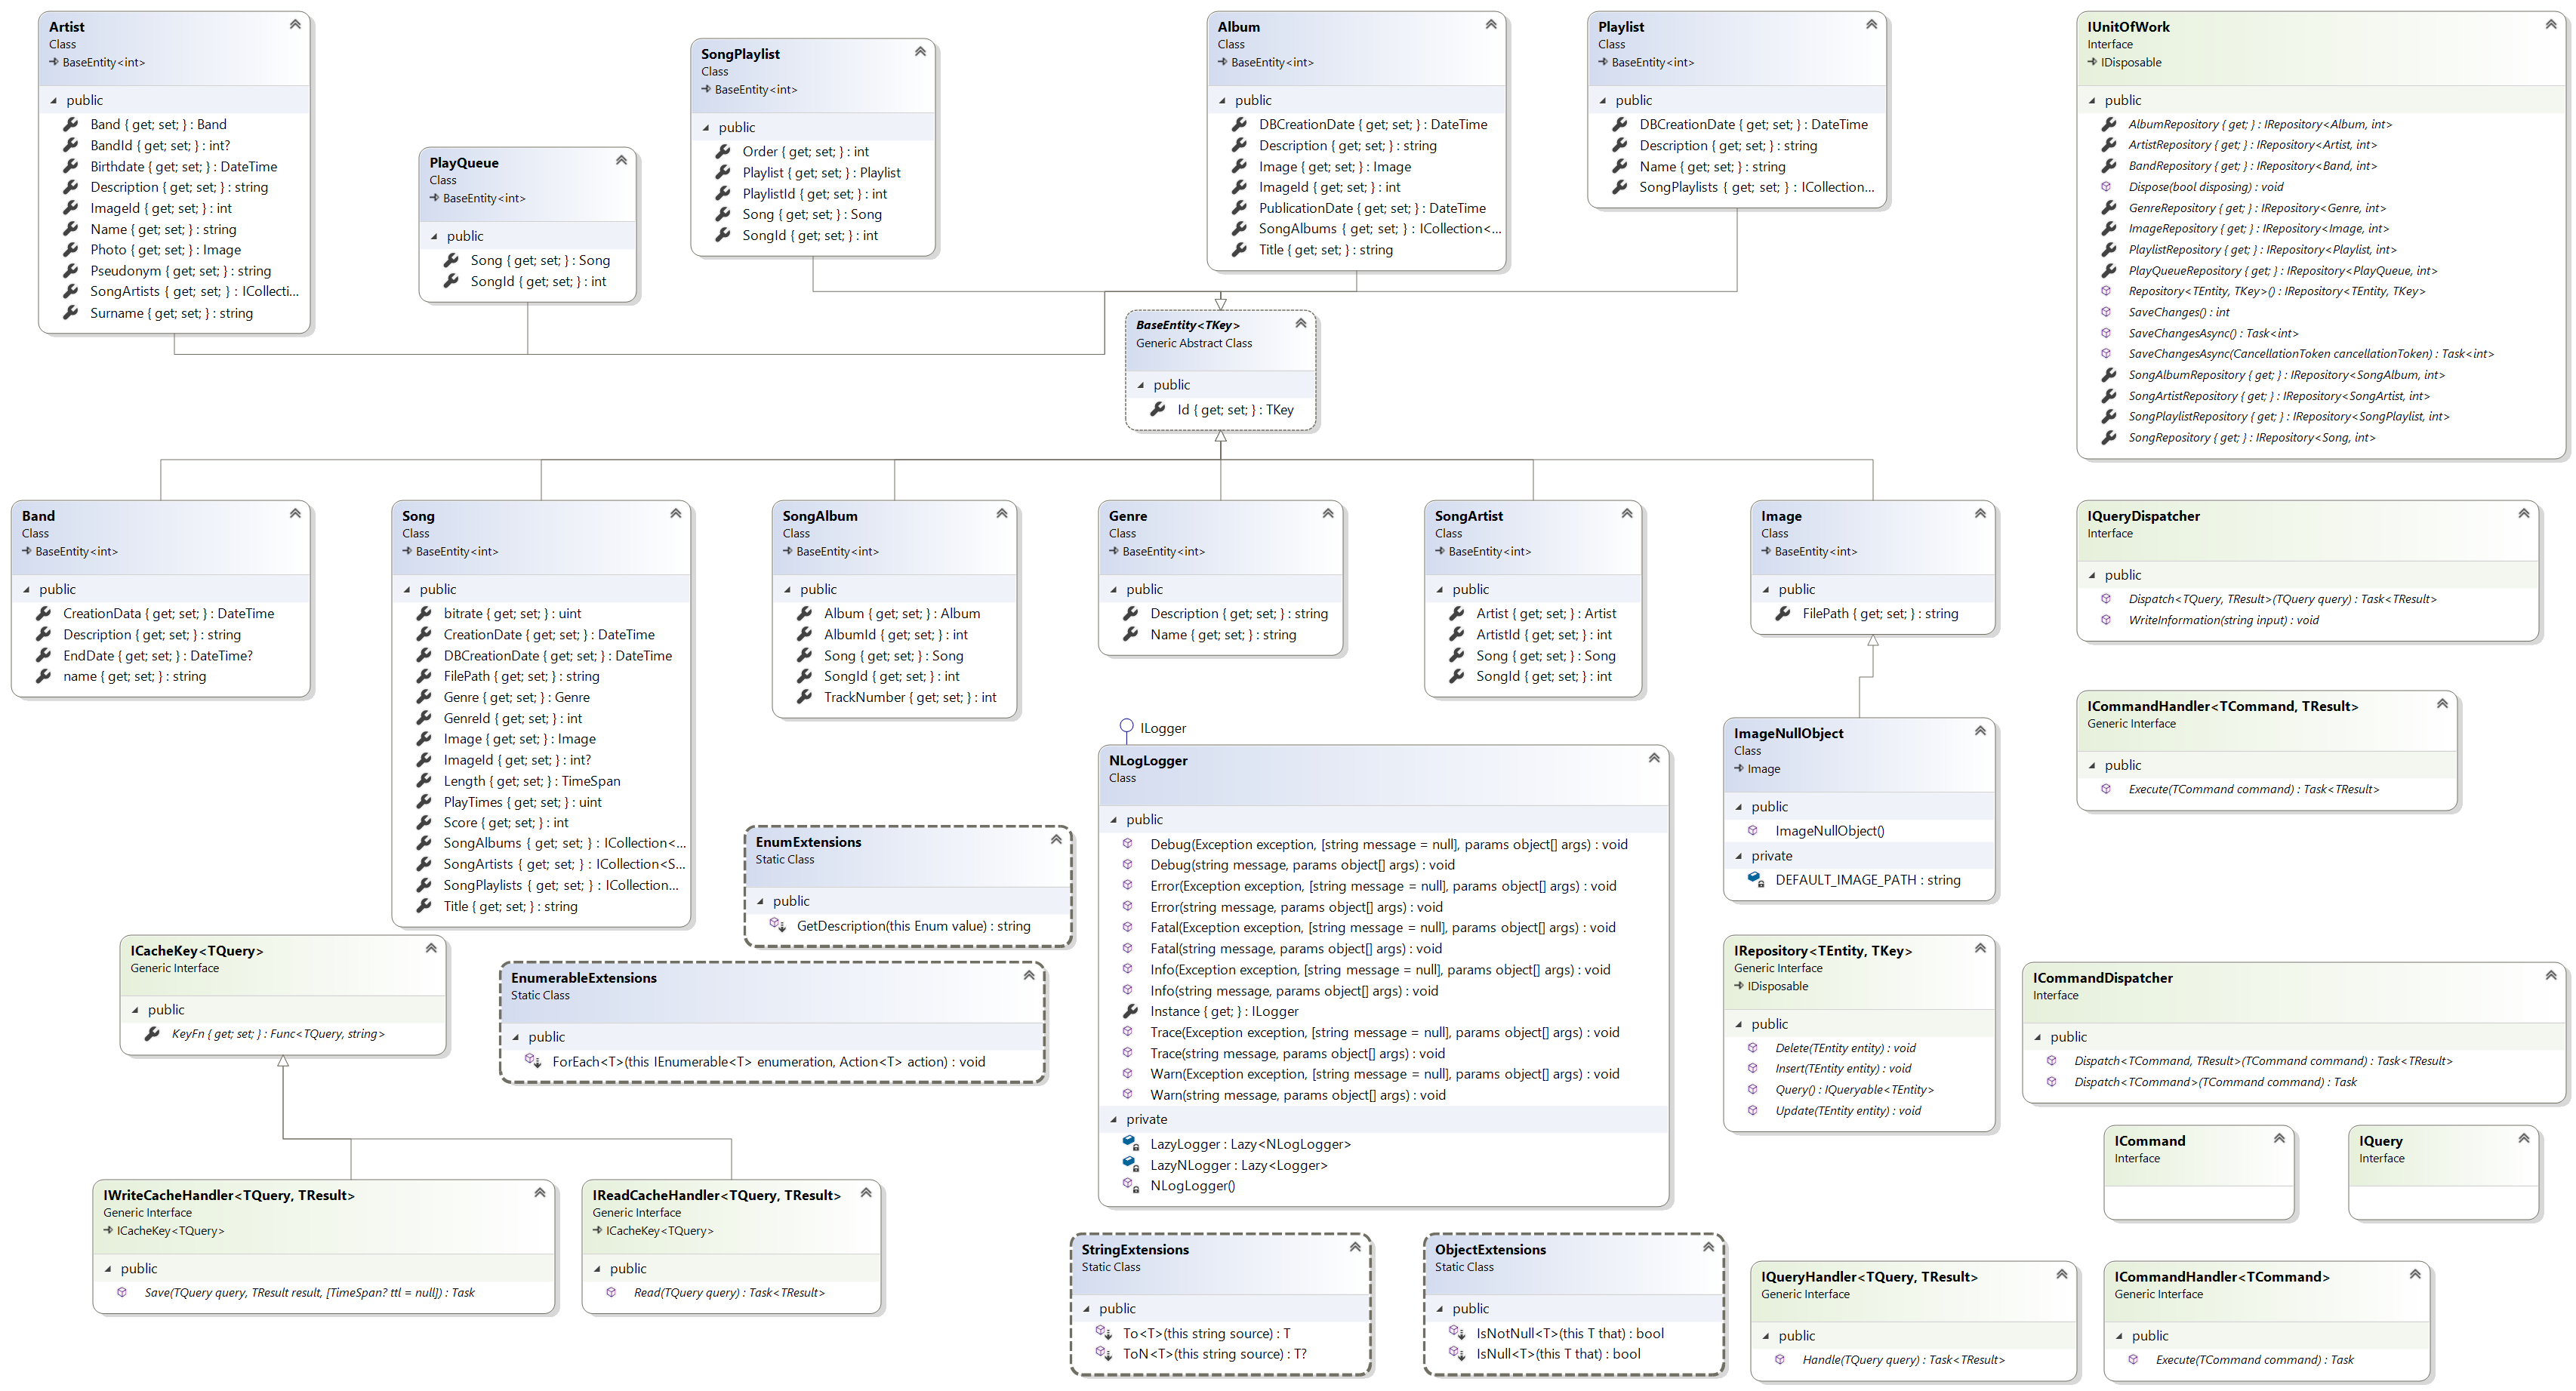 Artist
Class
BaseEntity<int>
public
Band { get; set; } : Band
BandId { get; set; } : int?
Birthdate { get; set; } : DateTime
Description { get; set; } : string
ImageId { get; set; } : int
Name { get; set; } : string
Photo { get; set; } : Image
Pseudonym { get; set; } : string
SongArtists { get; set; } : ICollecti...
Surname { get; set; } : string
PlayQueue
Class
BaseEntity<int>
public
Song { get; set; } : Song
SongId { get; set; } : int
SongPlaylist
Class
BaseEntity<int>
public
Order { get; set; } : int
Playlist { get; set; } : Playlist
PlaylistId { get; set; } : int
Song { get; set; } : Song
SongId { get; set; } : int
Album
Class
BaseEntity<int>
public
DBCreationDate { get; set; } : DateTime
Description { get; set; } : string
Image { get; set; } : Image
ImageId { get; set; } : int
PublicationDate { get; set; } : DateTime
SongAlbums { get; set; } : ICollection<...
Title { get; set; } : string
Playlist
Class
BaseEntity<int>
public
DBCreationDate { get; set; } : DateTime
Description { get; set; } : string
Name { get; set; } : string
SongPlaylists { get; set; } : ICollection...
IUnitOfWork
Interface
IDisposable
public
AlbumRepository { get; } : IRepository<Album, int>
ArtistRepository { get; } : IRepository<Artist, int>
BandRepository { get; } : IRepository<Band, int>
Dispose(bool disposing) : void
GenreRepository { get; } : IRepository<Genre, int>
ImageRepository { get; } : IRepository<Image, int>
PlaylistRepository { get; } : IRepository<Playlist, int>
PlayQueueRepository { get; } : IRepository<PlayQueue, int>
Repository<TEntity, TKey>() : IRepository<TEntity, TKey>
SaveChanges() : int
SaveChangesAsync() : Task<int>
SaveChangesAsync(CancellationToken cancellationToken) : Task<int>
SongAlbumRepository { get; } : IRepository<SongAlbum, int>
SongArtistRepository { get; } : IRepository<SongArtist, int>
SongPlaylistRepository { get; } : IRepository<SongPlaylist, int>
SongRepository { get; } : IRepository<Song, int>
BaseEntity<TKey>
Generic Abstract Class
public
Id { get; set; } : TKey
Band
Class
BaseEntity<int>
public
CreationData { get; set; } : DateTime
Description { get; set; } : string
EndDate { get; set; } : DateTime?
name { get; set; } : string
Song
Class
BaseEntity<int>
public
bitrate { get; set; } : uint
CreationDate { get; set; } : DateTime
DBCreationDate { get; set; } : DateTime
FilePath { get; set; } : string
Genre { get; set; } : Genre
GenreId { get; set; } : int
Image { get; set; } : Image
ImageId { get; set; } : int?
Length { get; set; } : TimeSpan
PlayTimes { get; set; } : uint
Score { get; set; } : int
SongAlbums { get; set; } : ICollection<...
SongArtists { get; set; } : ICollection<S...
SongPlaylists { get; set; } : ICollection...
Title { get; set; } : string
SongAlbum
Class
BaseEntity<int>
public
Album { get; set; } : Album
AlbumId { get; set; } : int
Song { get; set; } : Song
SongId { get; set; } : int
TrackNumber { get; set; } : int
Genre
Class
BaseEntity<int>
public
Description { get; set; } : string
Name { get; set; } : string
SongArtist
Class
BaseEntity<int>
public
Artist { get; set; } : Artist
ArtistId { get; set; } : int
Song { get; set; } : Song
SongId { get; set; } : int
Image
Class
BaseEntity<int>
public
FilePath { get; set; } : string
IQueryDispatcher
Interface
public
Dispatch<TQuery, TResult>(TQuery query) : Task<TResult>
WriteInformation(string input) : void
ICommandHandler<TCommand, TResult>
Generic Interface
public
Execute(TCommand command) : Task<TResult>
ImageNullObject
Class
Image
public
ImageNullObject()
private
DEFAULT_IMAGE_PATH : string
ILogger
NLogLogger
Class
public
Debug(Exception exception, [string message = null], params object[] args) : void
Debug(string message, params object[] args) : void
Error(Exception exception, [string message = null], params object[] args) : void
Error(string message, params object[] args) : void
Fatal(Exception exception, [string message = null], params object[] args) : void
Fatal(string message, params object[] args) : void
Info(Exception exception, [string message = null], params object[] args) : void
Info(string message, params object[] args) : void
Instance { get; } : ILogger
Trace(Exception exception, [string message = null], params object[] args) : void
Trace(string message, params object[] args) : void
Warn(Exception exception, [string message = null], params object[] args) : void
Warn(string message, params object[] args) : void
private
LazyLogger : Lazy<NLogLogger>
LazyNLogger : Lazy<Logger>
NLogLogger()
EnumExtensions
Static Class
public
GetDescription(this Enum value) : string
EnumerableExtensions
Static Class
public
ForEach<T>(this IEnumerable<T> enumeration, Action<T> action) : void
ICacheKey<TQuery>
Generic Interface
public
KeyFn { get; set; } : Func<TQuery, string>
IRepository<TEntity, TKey>
Generic Interface
IDisposable
public
Delete(TEntity entity) : void
Insert(TEntity entity) : void
Query() : IQueryable<TEntity>
Update(TEntity entity) : void
ICommandDispatcher
Interface
public
Dispatch<TCommand, TResult>(TCommand command) : Task<TResult>
Dispatch<TCommand>(TCommand command) : Task
ICommand
Interface
IQuery
Interface
IWriteCacheHandler<TQuery, TResult>
Generic Interface
ICacheKey<TQuery>
public
Save(TQuery query, TResult result, [TimeSpan? ttl = null]) : Task
IReadCacheHandler<TQuery, TResult>
Generic Interface
ICacheKey<TQuery>
public
Read(TQuery query) : Task<TResult>
StringExtensions
Static Class
public
To<T>(this string source) : T
ToN<T>(this string source) : T?
ObjectExtensions
Static Class
public
IsNotNull<T>(this T that) : bool
IsNull<T>(this T that) : bool
IQueryHandler<TQuery, TResult>
Generic Interface
public
Handle(TQuery query) : Task<TResult>
ICommandHandler<TCommand>
Generic Interface
public
Execute(TCommand command) : Task